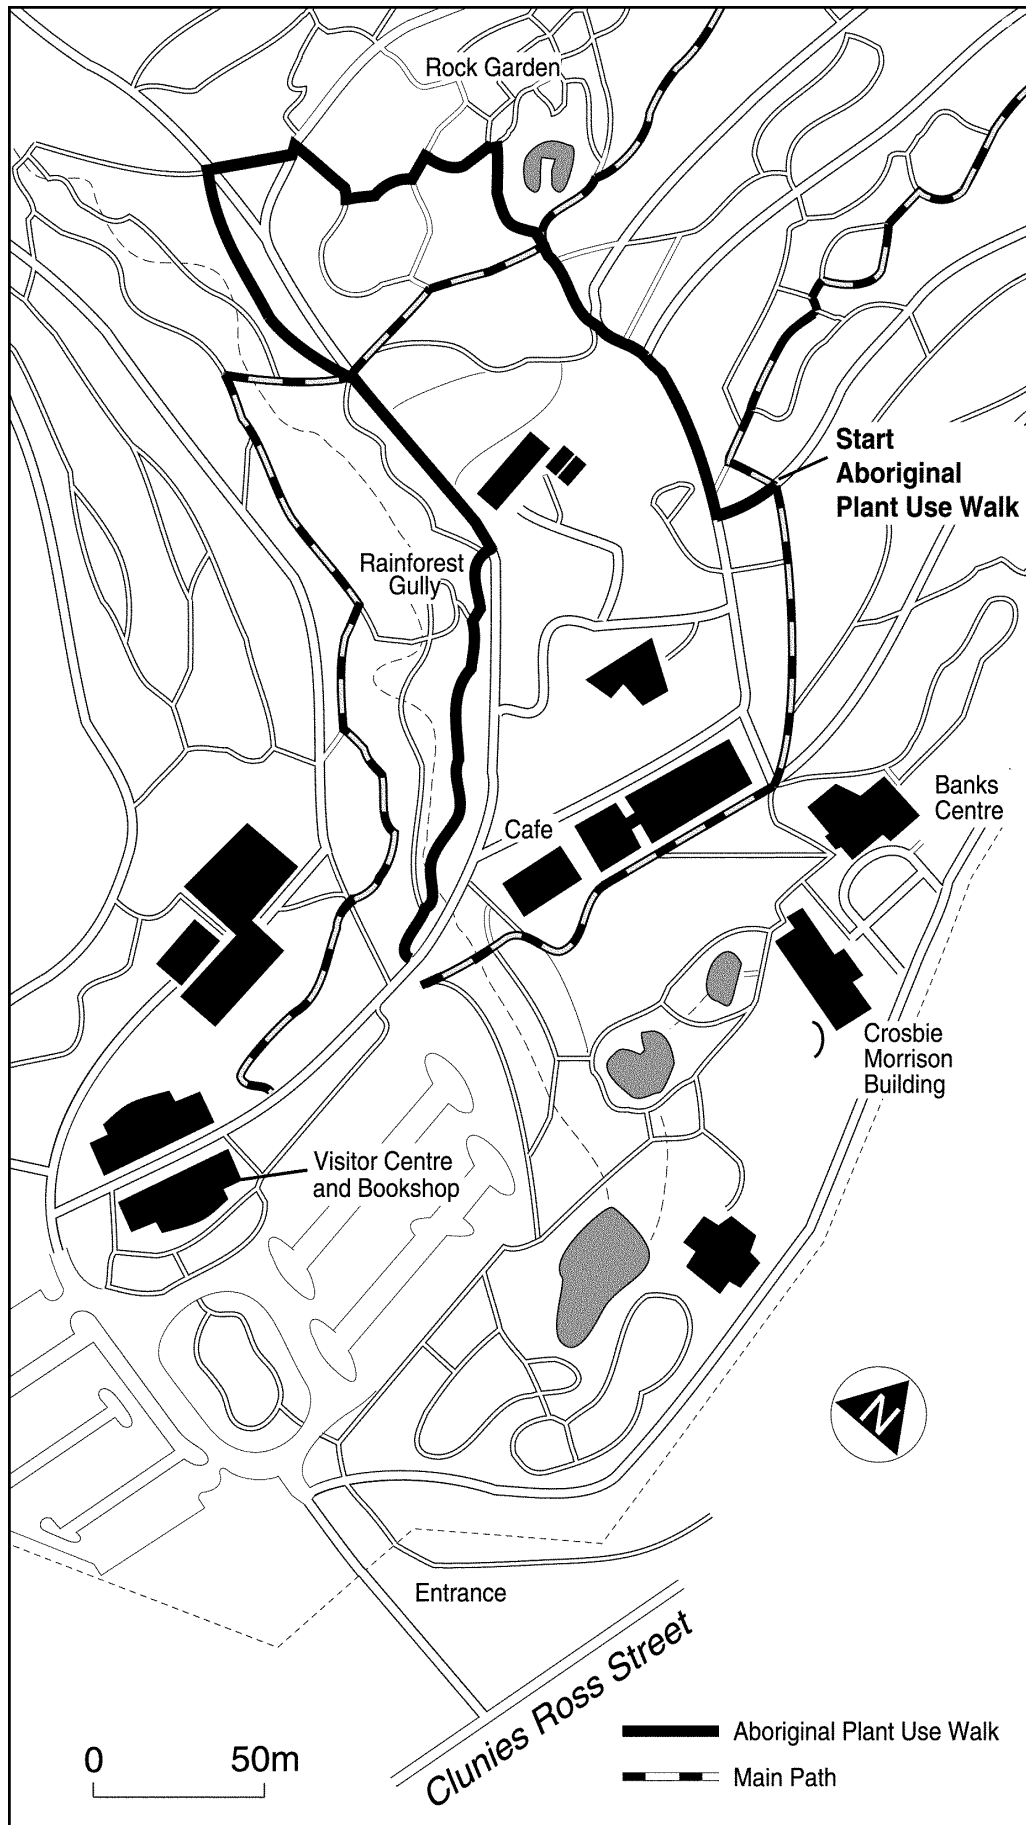 Rock Garden
Start
Aboriginal
Plant Use Walk
Rainforest
Gully
Banks
Centre
Cafe
Crosbie
Morrison
Building
Visitor Centre
and Bookshop
N
Entrance
Clunies Ross Street
0 50m
Aboriginal Plant Use Walk
Main Path